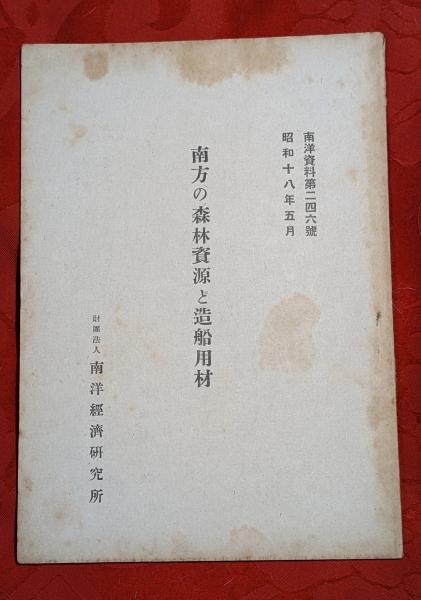 南洋資料第二四六號
昭和十八年五月
南方の森林資源と造船用材
財團法人 南洋經濟研究所